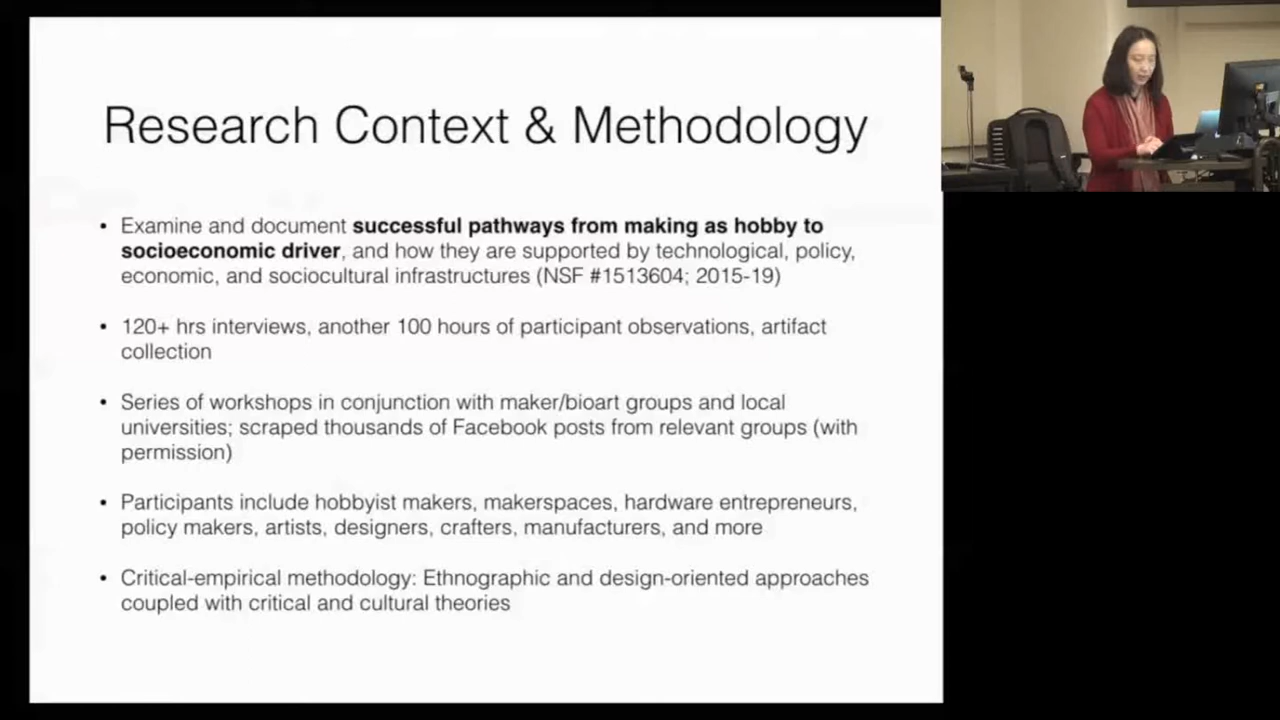 Research Context & Methodology
• Examine and document successful pathways from making as hobby to
socioeconomic driver, and how they are supported by technological, policy,
economic, and sociocultural infrastructures (NSF #1513604; 2015-19)
• 120+ hrs interviews, another 100 hours of participant observations, artifact
collection
• Series of workshops in conjunction with maker/bioart groups and local
universities; scraped thousands of Facebook posts from relevant groups (with
permission)
• Participants include hobbyist makers, makerspaces, hardware entrepreneurs,
policy makers, artists, designers, crafters, manufacturers, and more
• Critical-empirical methodology: Ethnographic and design-oriented approaches
coupled with critical and cultural theories